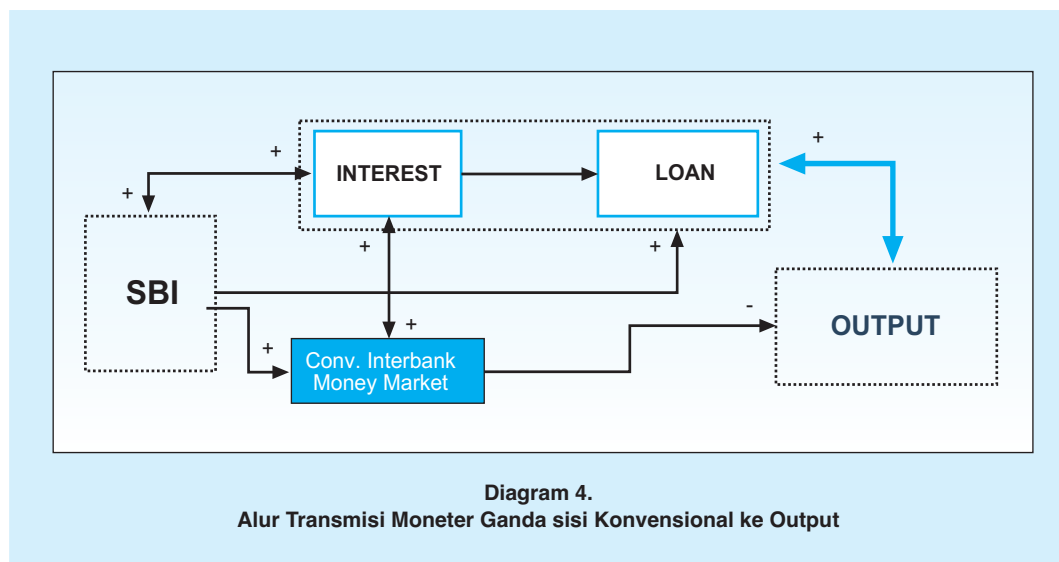 +
+
INTEREST
LOAN
+
+
+
SBI
-
OUTPUT
+
+
Conv. Interbank
Money Market
Diagram 4.
Alur Transmisi Moneter Ganda sisi Konvensional ke Output